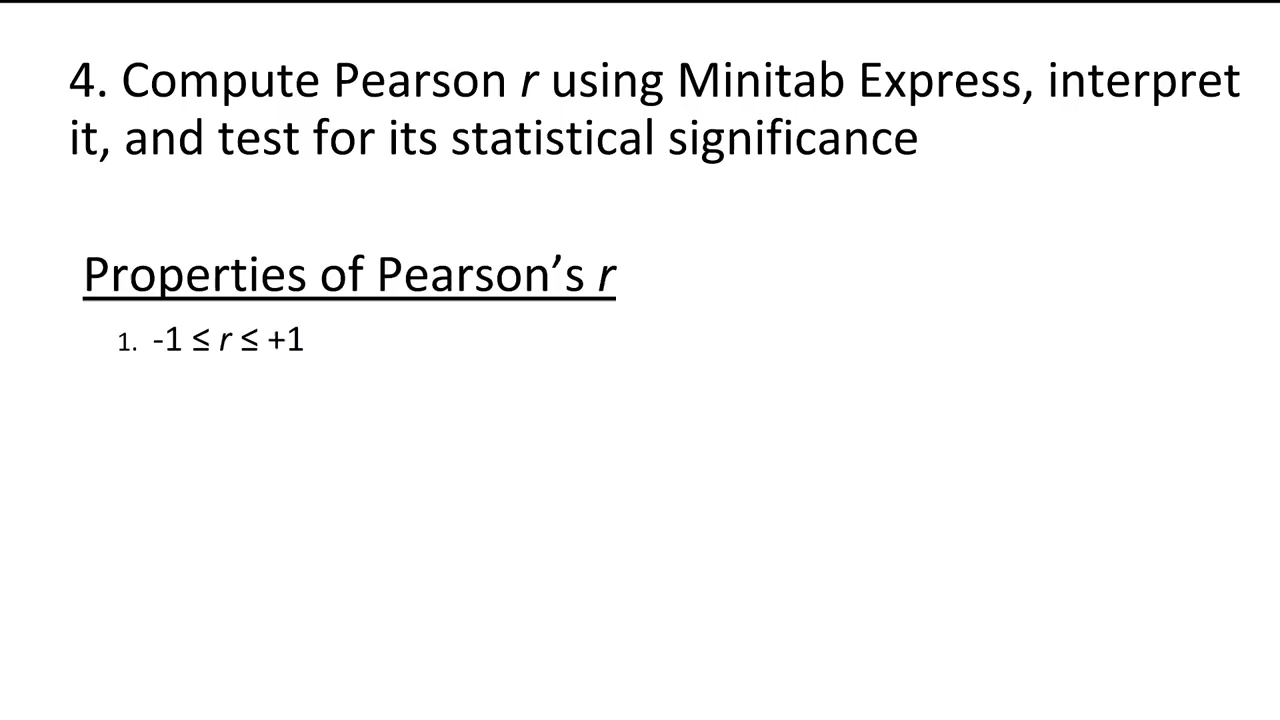 4. Compute Pearson r using Minitab Express, interpret
it, and test for its statistical significance
Properties of Pearson’s r
1. -1 ≤ r ≤ +1